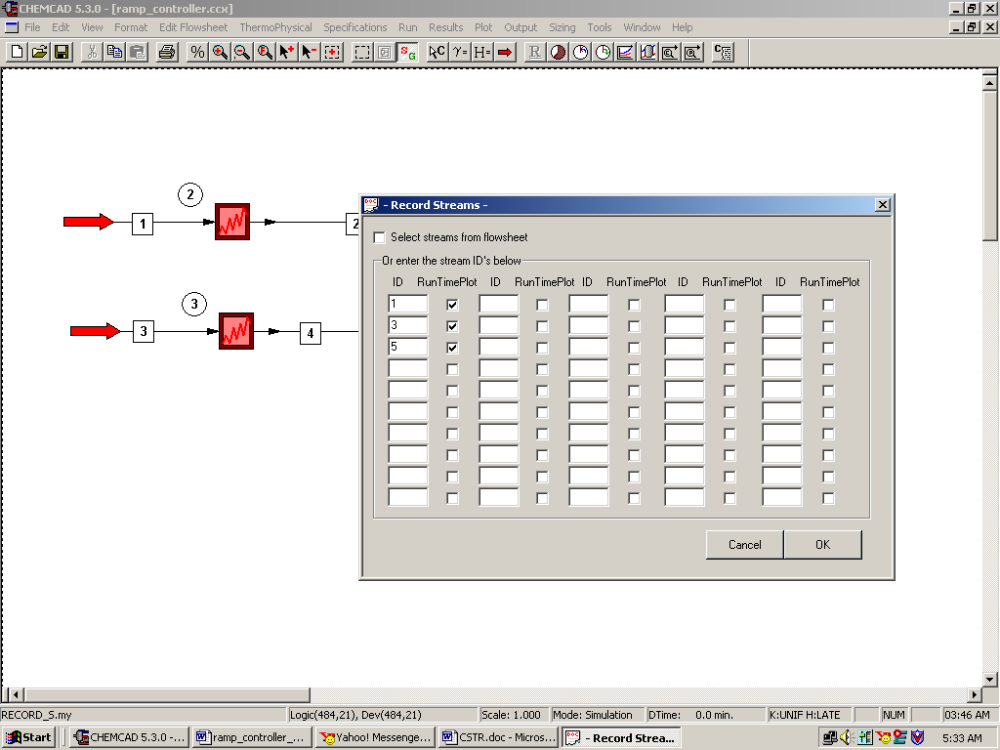 CHEMCAD 5.3.0 - [ramp_controller.ccx]
File Edit View Format Edit Flowsheet ThermoPhysical Specifications Run Results Plot Output Sizing Tools Window Help
% S G C γ= H= R C
2
1
2
3
3
4
DOC - Record Streams -
Select streams from flowsheet
Or enter the stream ID's below
ID RunTimePlot ID RunTimePlot ID RunTimePlot ID RunTimePlot ID RunTimePlot
1
3
5
Cancel OK
RECORD_S.my Logic(484,21), Dev(484,21) Scale: 1.000 Mode: Simulation DTime: 0.0 min. K:UNIF H:LATE NUM 03:46 AM
Start CHEMCAD 5.3.0 -... ramp_controller_... Yahoo! Messenge... CSTR.doc - Micros... - Record Strea... 5:33 AM